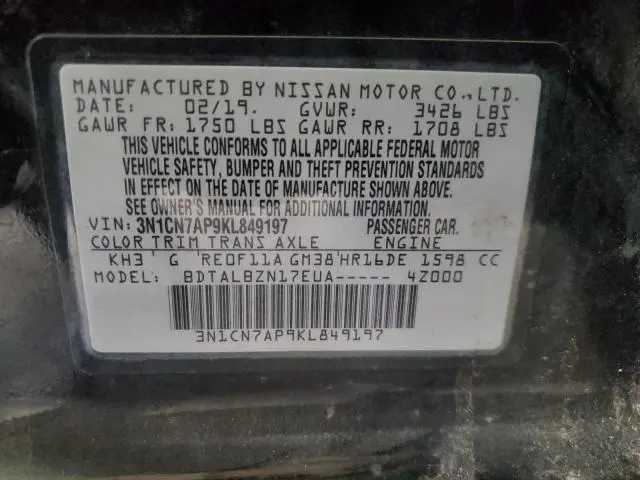 MANUFACTURED BY NISSAN MOTOR CO.,LTD.
DATE: 02/19. GVWR: 3426 LBS
GAWR FR: 1750 LBS GAWR RR: 1708 LBS
THIS VEHICLE CONFORMS TO ALL APPLICABLE FEDERAL MOTOR
VEHICLE SAFETY, BUMPER AND THEFT PREVENTION STANDARDS
IN EFFECT ON THE DATE OF MANUFACTURE SHOWN ABOVE.
SEE OWNER'S MANUAL FOR ADDITIONAL INFORMATION.
VIN: 3N1CN7AP9KL849197 PASSENGER CAR.
COLOR TRIM TRANS AXLE ENGINE
KH3 G RE0F11A GM38 HR16DE 1598 CC
MODEL: BDTALBZN17EUA----- 4Z000
3N1CN7AP9KL849197